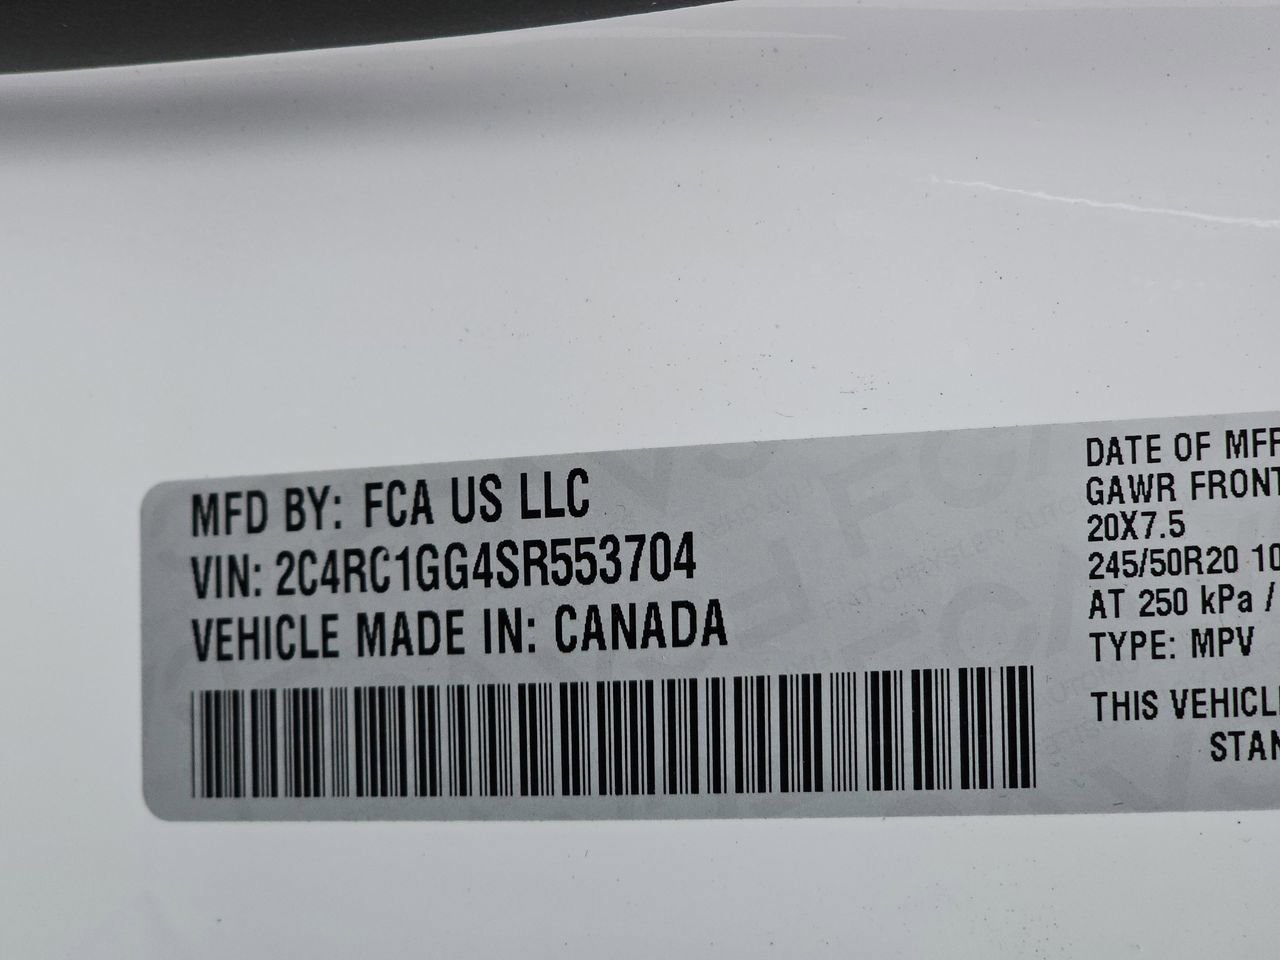 MFD BY: FCA US LLC
VIN: 2C4RC1GG4SR553704
VEHICLE MADE IN: CANADA
DATE OF MFR
GAWR FRONT
20X7.5
245/50R20 10
AT 250 kPa /
TYPE: MPV
THIS VEHICLE
STAN